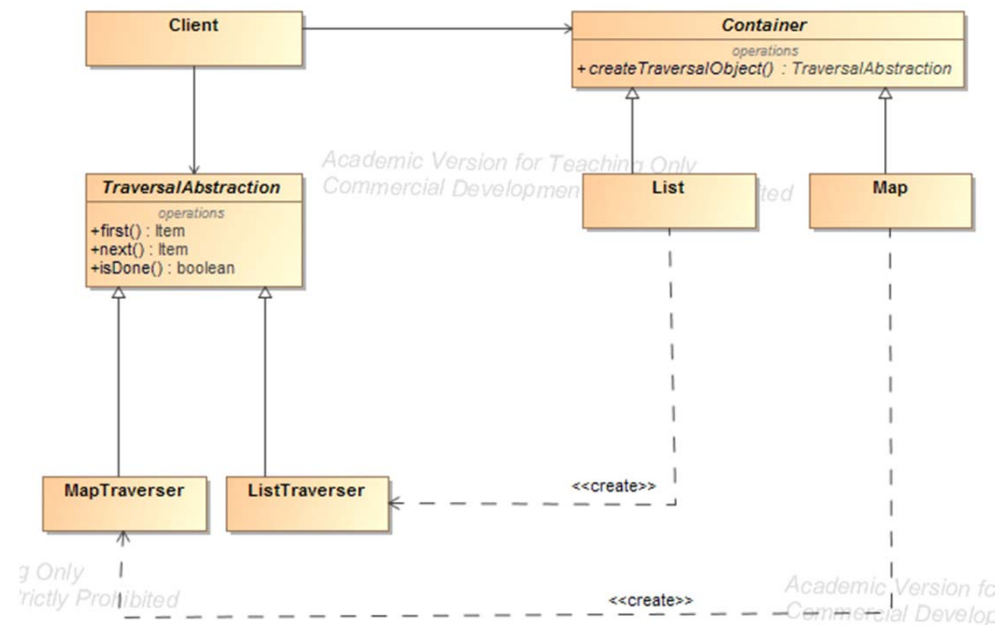 Client
Container
operations
+createTraversalObject() : TraversalAbstraction
Academic Version for Teaching Only
Commercial Developmen ted
TraversalAbstraction
operations
+first() : Item
+next() : Item
+isDone() : boolean
List
Map
MapTraverser
ListTraverser
<<create>>
g Only
rictly Prohibited
<<create>>
Academic Version fo
Commercial Develop